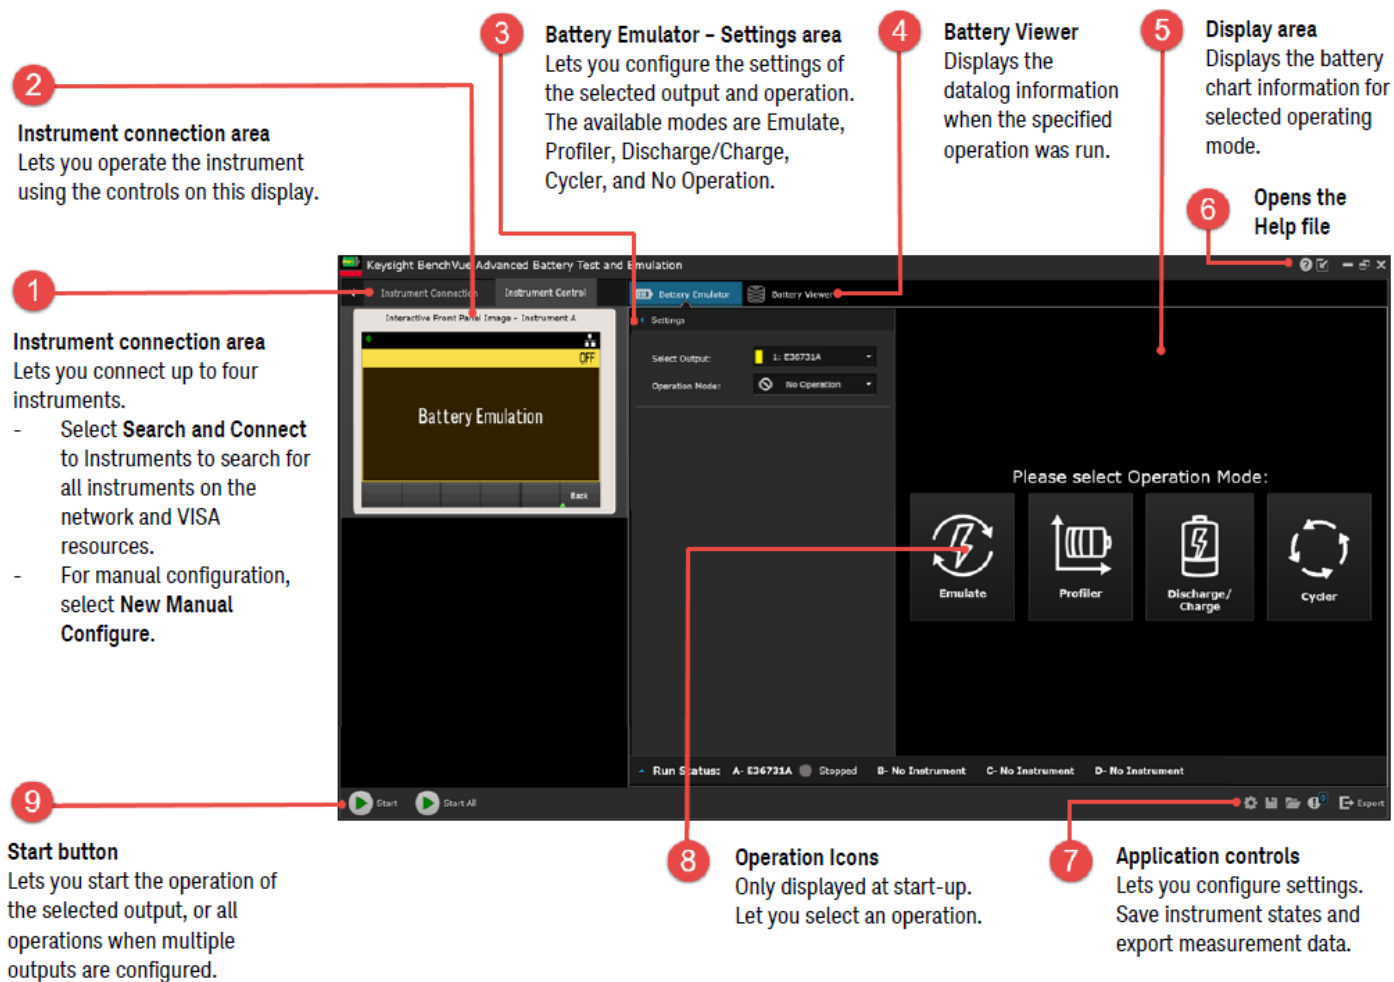 3
Battery Emulator – Settings area
Lets you configure the settings of
the selected output and operation.
The available modes are Emulate,
Profiler, Discharge/Charge,
Cycler, and No Operation.
4
Battery Viewer
Displays the
datalog information
when the specified
operation was run.
5
Display area
Displays the battery
chart information for
selected operating
mode.
2
Instrument connection area
Lets you operate the instrument
using the controls on this display.
6
Opens the
Help file
1
Instrument connection area
Lets you connect up to four
instruments.
- Select Search and Connect
to Instruments to search for
all instruments on the
network and VISA
resources.
- For manual configuration,
select New Manual
Configure.
Keysight BenchVue Advanced Battery Test and Emulation
Instrument Connection
Instrument Control
Battery Emulator
Battery Viewer
Interactive Front Panel Image - Instrument A
OFF
Battery Emulation
Back
Settings
Select Output:
1: E36731A
Operation Mode:
No Operation
Please select Operation Mode:
Emulate
Profiler
Discharge/
Charge
Cycler
Run Status: A- E36731A Stopped B- No Instrument C- No Instrument D- No Instrument
Start
Start All
Export
9
Start button
Lets you start the operation of
the selected output, or all
operations when multiple
outputs are configured.
8
Operation Icons
Only displayed at start-up.
Let you select an operation.
7
Application controls
Lets you configure settings.
Save instrument states and
export measurement data.